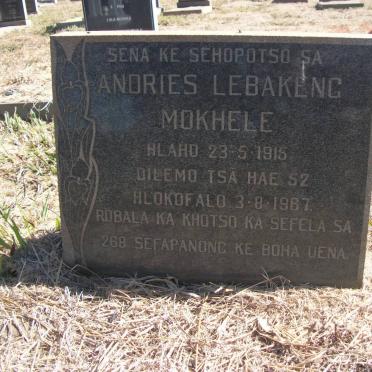 SENA KE SEHOPOTSO SA
ANDRIES LEBAKENG
MOKHELE
HLAHO 23-5-1915
DILEMO TSA HAE 52
HLOKOFALO 3-8-1967
ROBALA KA KHOTSO KA SEFELA SA
268 SEFAPANONG KE BOHA UENA